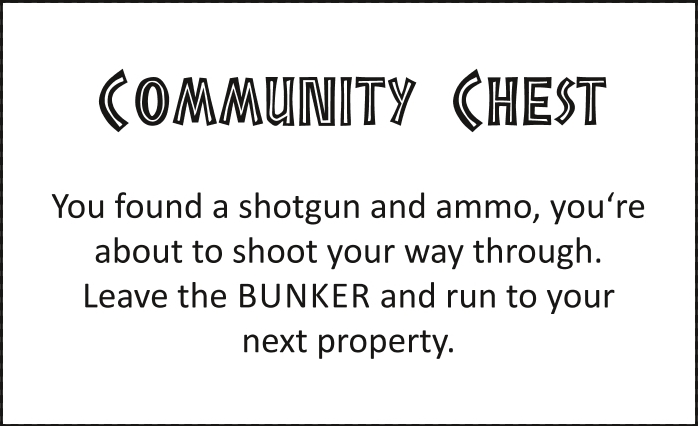 COMMUNITY CHEST
You found a shotgun and ammo, you‘re
about to shoot your way through.
Leave the BUNKER and run to your
next property.